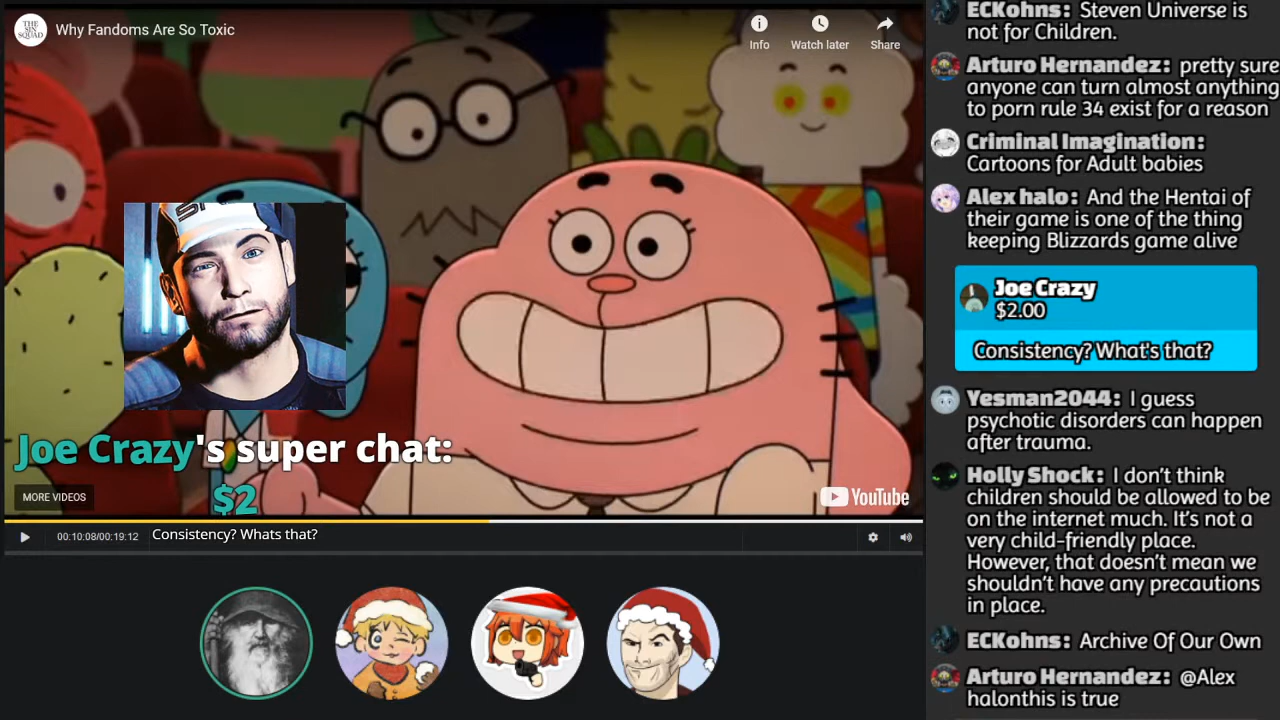 THE
SIN
SQUAD
Why Fandoms Are So Toxic
Info
Watch later
Share
Joe Crazy's super chat:
$2
MORE VIDEOS
YouTube
00:10:08/00:19:12
Consistency? Whats that?
ECKohns: Steven Universe is
not for Children.
Arturo Hernandez: pretty sure
anyone can turn almost anything
to porn rule 34 exist for a reason
Criminal Imagination:
Cartoons for Adult babies
Alex halo: And the Hentai of
their game is one of the thing
keeping Blizzards game alive
Joe Crazy
$2.00
Consistency? What's that?
Yesman2044: I guess
psychotic disorders can happen
after trauma.
Holly Shock: I don't think
children should be allowed to be
on the internet much. It's not a
very child-friendly place.
However, that doesn't mean we
shouldn't have any precautions
in place.
ECKohns: Archive Of Our Own
Arturo Hernandez: @Alex
halonthis is true